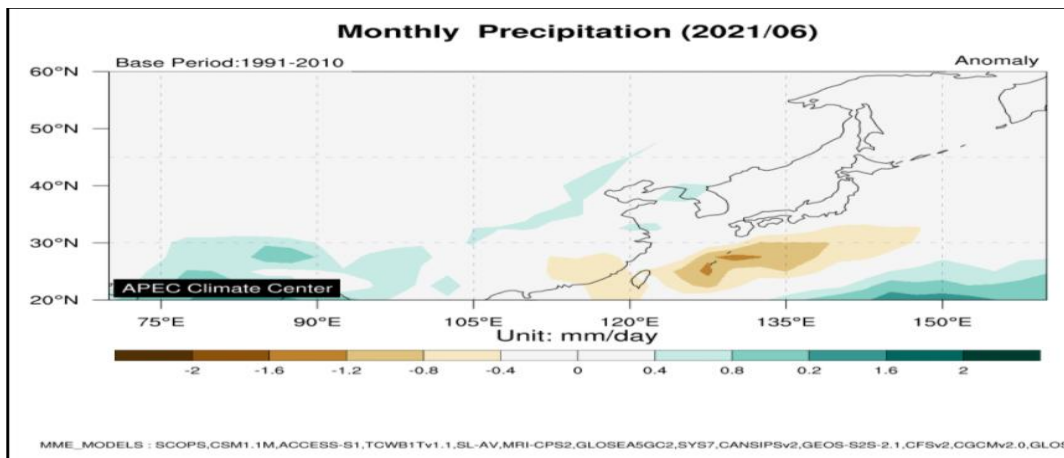 Monthly Precipitation (2021/06)
Base Period:1991-2010 Anomaly
60°N
50°N
40°N
30°N
20°N
APEC Climate Center
75°E 90°E 105°E 120°E 135°E 150°E
Unit: mm/day
-2 -1.6 -1.2 -0.8 -0.4 0 0.4 0.8 0.2 1.6 2
MME_MODELS : SCOPS,CSM1.1M,ACCESS-S1,TCWB1Tv1.1,SL-AV,MRI-CPS2,GLOSEA5GC2,SYS7,CANSIPSv2,GEOS-S2S-2.1,CFSv2,CGCMv2.0,GLOS